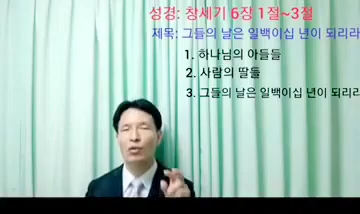 성경: 창세기 6장 1절~3절
제목: 그들의 날은 일백이십 년이 되리라
1. 하나님의 아들들
2. 사람의 딸둘
3. 그들의 날은 일백이십 년이 되리라